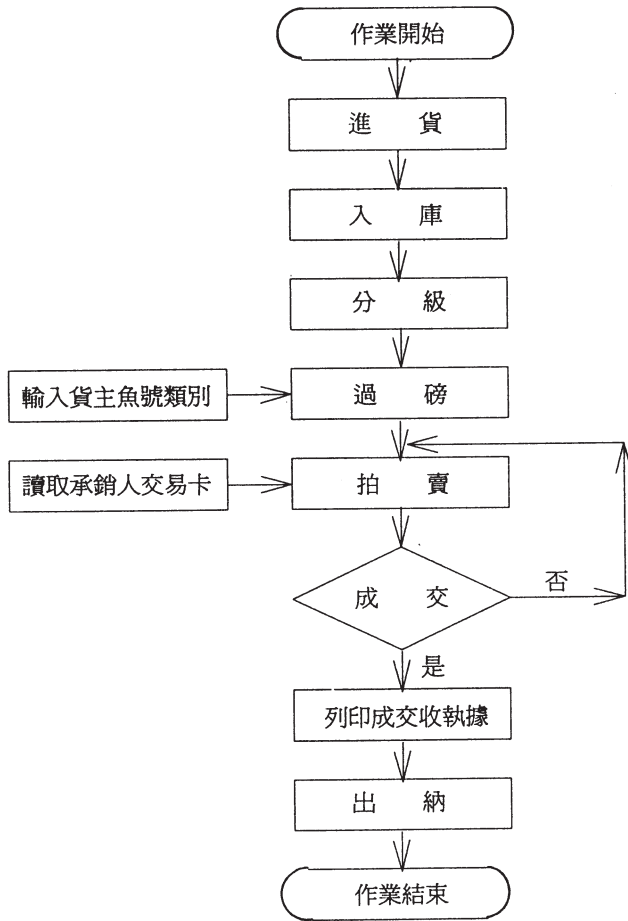 作業開始
進 貨
入 庫
分 級
輸入貨主魚號類別
過 磅
讀取承銷人交易卡
拍 賣
成 交
否
是
列印成交收執據
出 納
作業結束